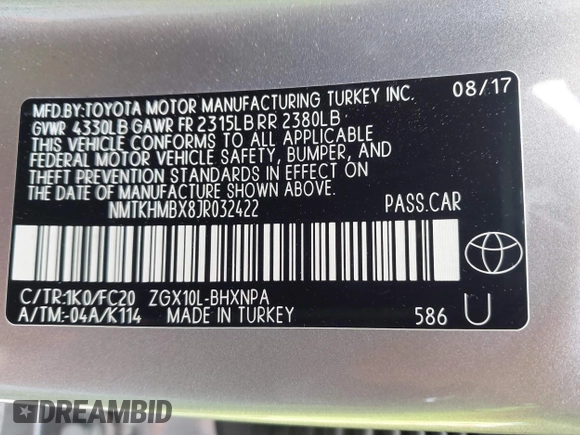 MFD.BY:TOYOTA MOTOR MANUFACTURING TURKEY INC. 08/17
GVWR 4330LB GAWR FR 2315LB RR 2380LB
THIS VEHICLE CONFORMS TO ALL APPLICABLE
FEDERAL MOTOR VEHICLE SAFETY, BUMPER, AND
THEFT PREVENTION STANDARDS IN EFFECT ON
THE DATE OF MANUFACTURE SHOWN ABOVE.
NMTKHMBX8JR032422 PASS.CAR
C/TR:1K0/FC20 ZGX10L-BHXNPA
A/TM:-04A/K114 MADE IN TURKEY 586 U
DREAMBID